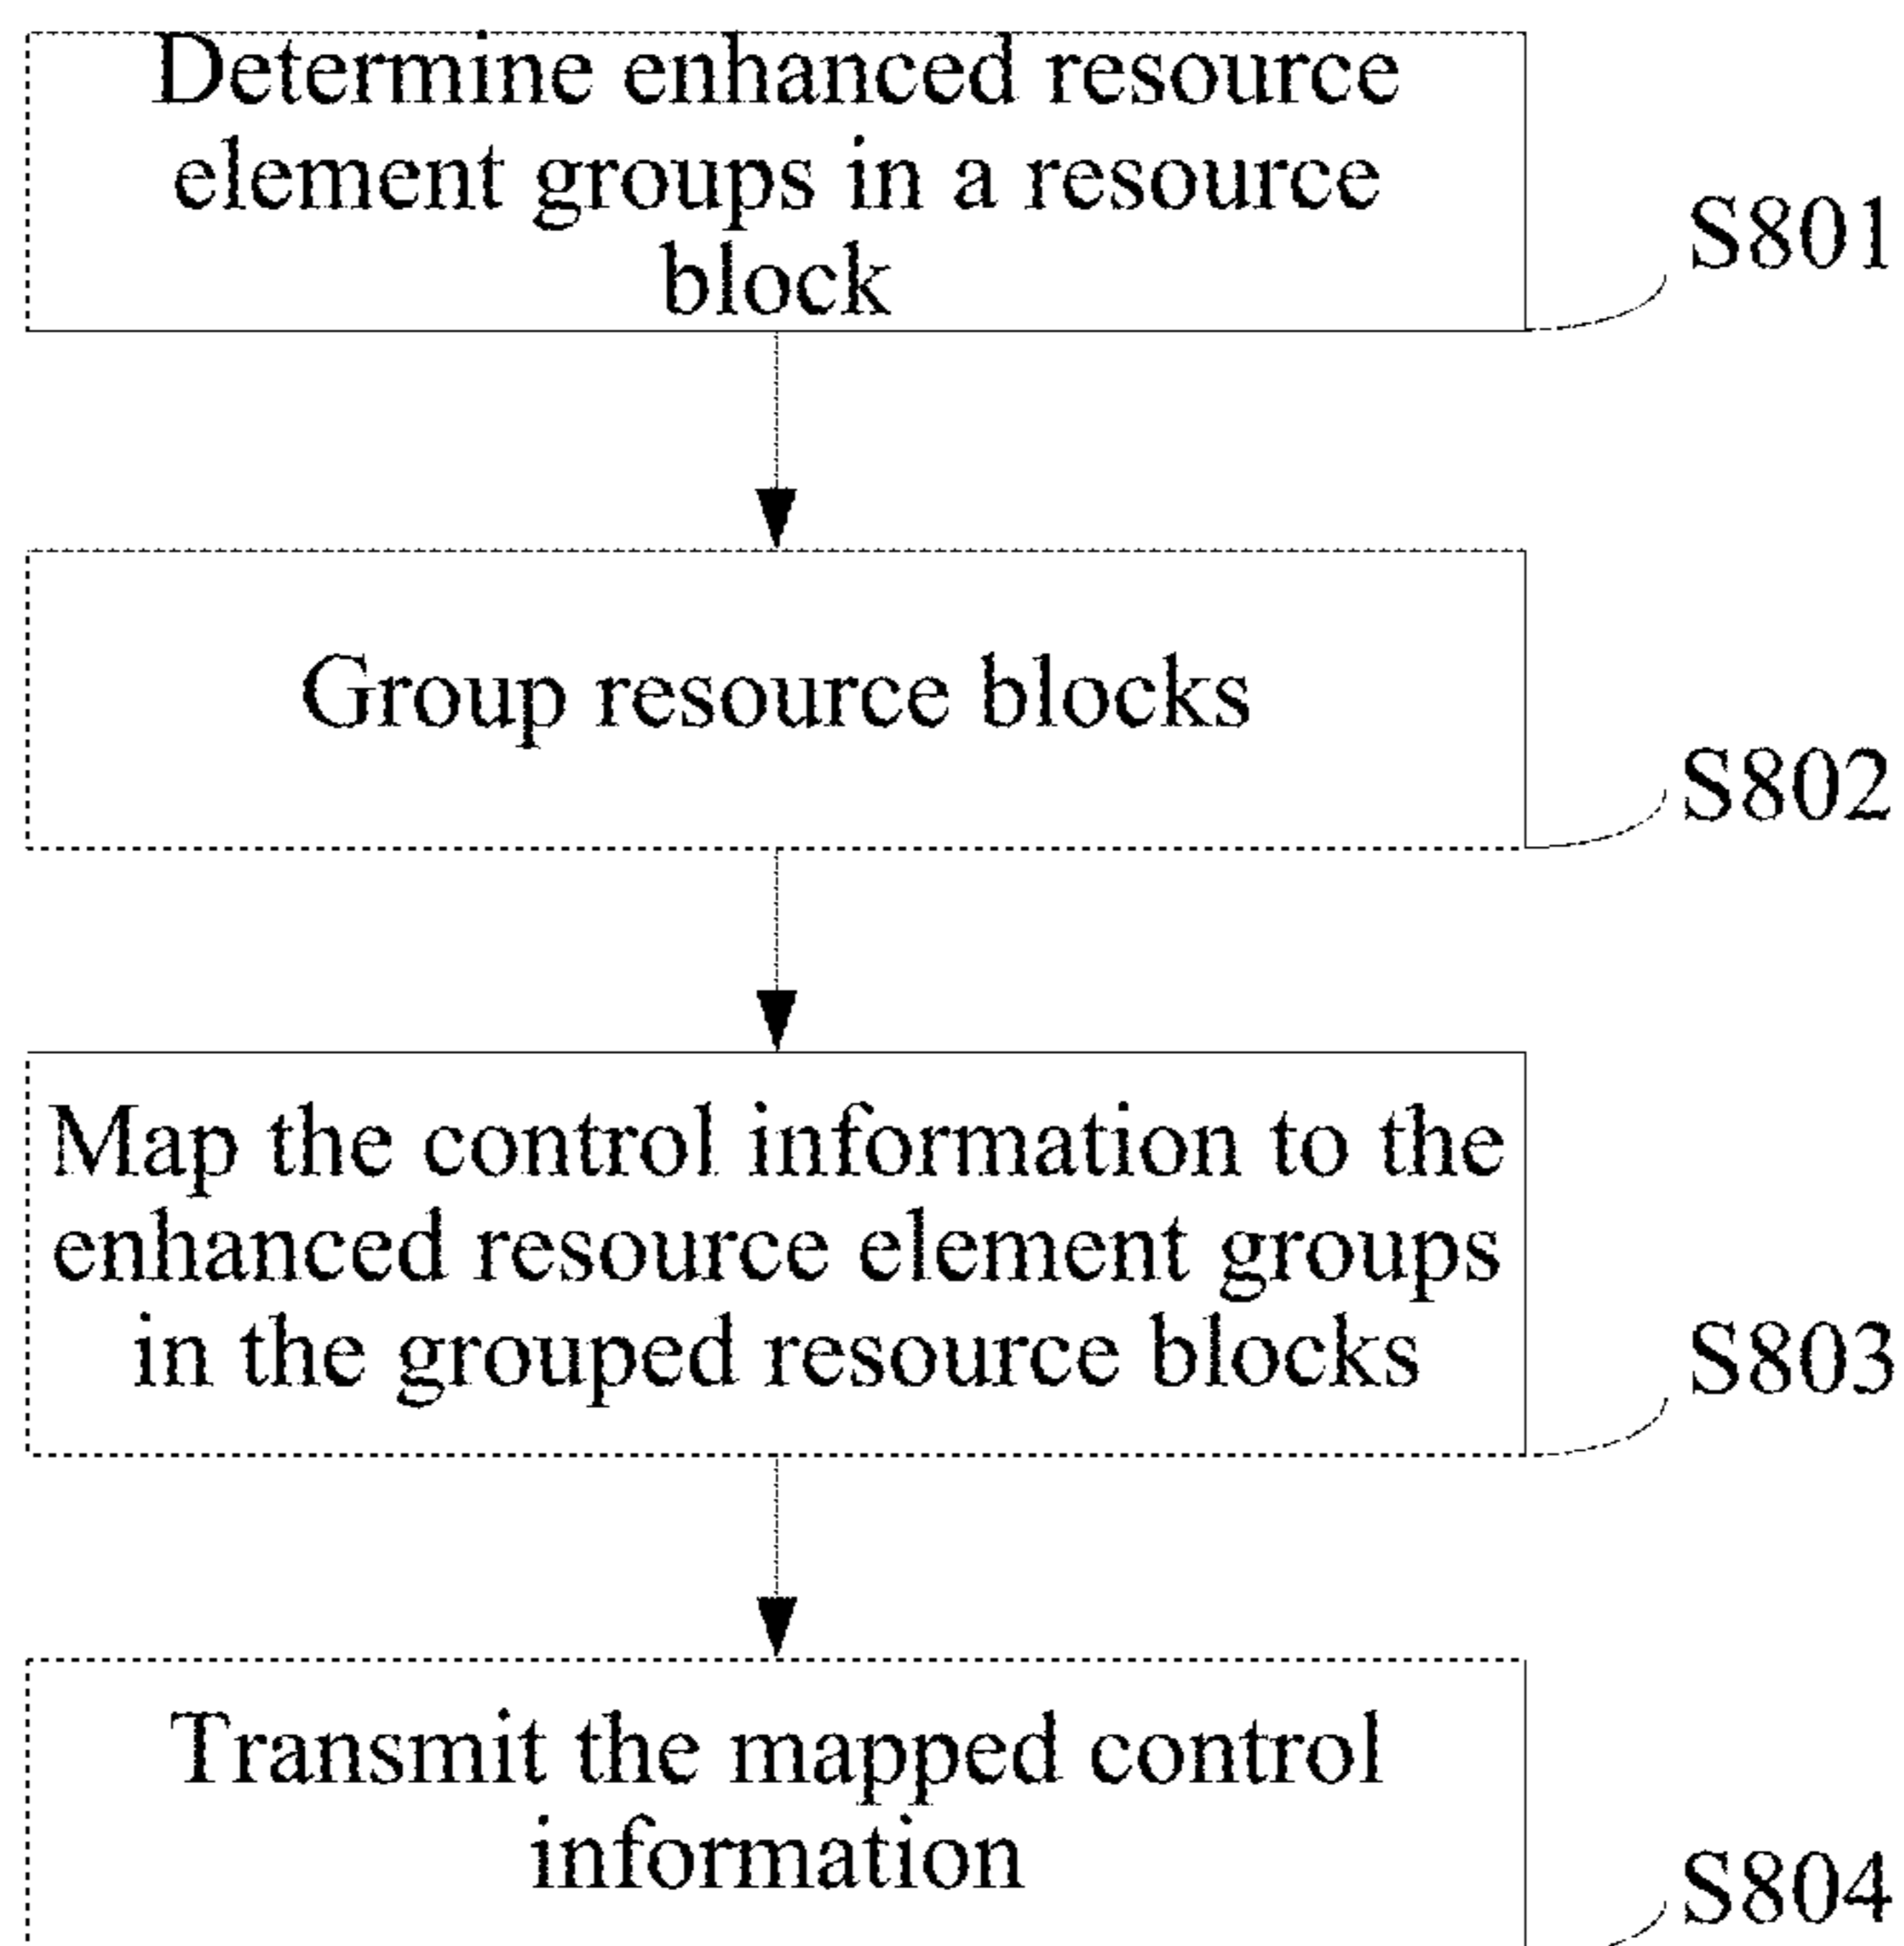 Determine enhanced resource
element groups in a resource
block
S801
Group resource blocks
S802
Map the control information to the
enhanced resource element groups
in the grouped resource blocks
S803
Transmit the mapped control
information
S804